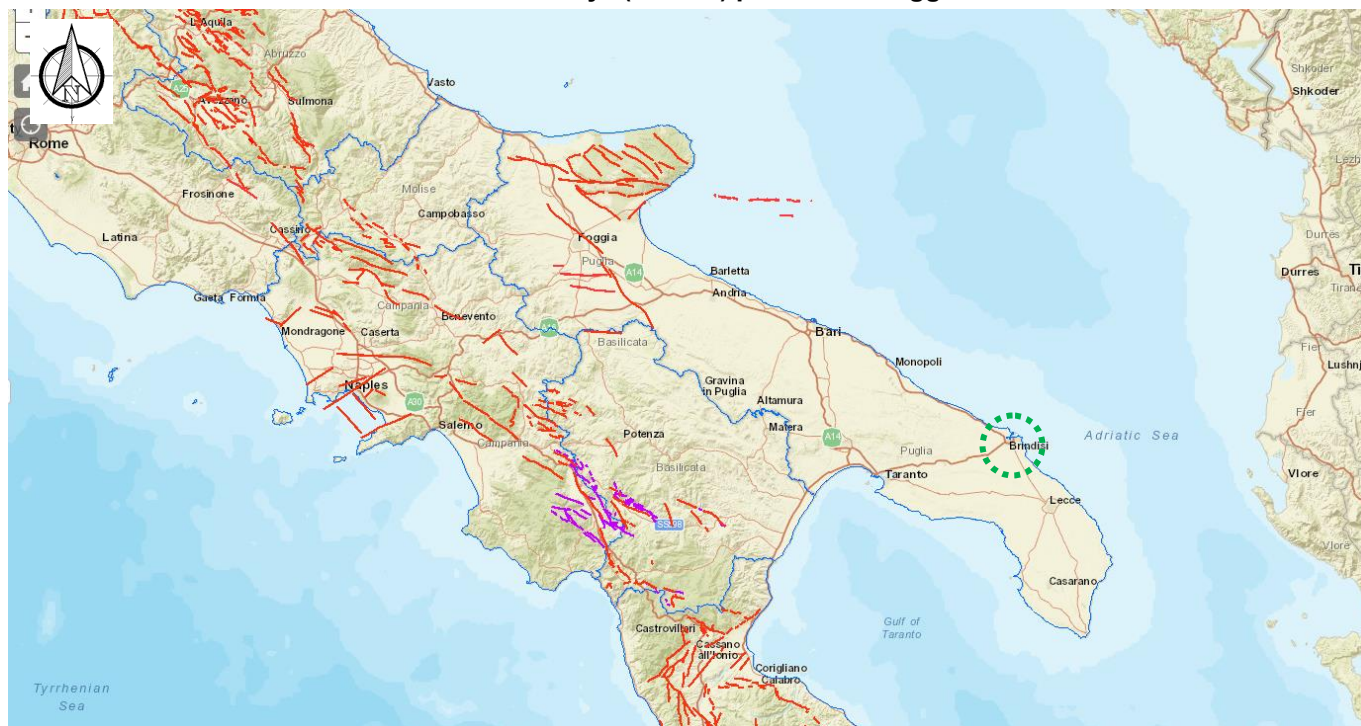 L'Aquila
Abruzzo
A25
Avezzano
Sulmona
Vasto
Rome
N
Shkoder
Shkoder
Frosinone
Molise
Campobasso
Latina
Cassino
Foggia
Puglia
A14
Durres
Durres
Gaeta
Formia
Barletta
Andria
Campania
Benevento
Mondragone
Caserta
Bari
Basilicata
Monopoli
Fier
Fier
Naples
A30
Gravina
in Puglia
Altamura
Salerno
Campania
Potenza
Matera
A14
Puglia
Brindisi
Adriatic Sea
Basilicata
Taranto
Vlore
Lecce
Vlore
Casarano
Castrovillari
Cassano
all'Ionio
Gulf of
Taranto
Corigliano
Calabro
Tyrrhenian
Sea